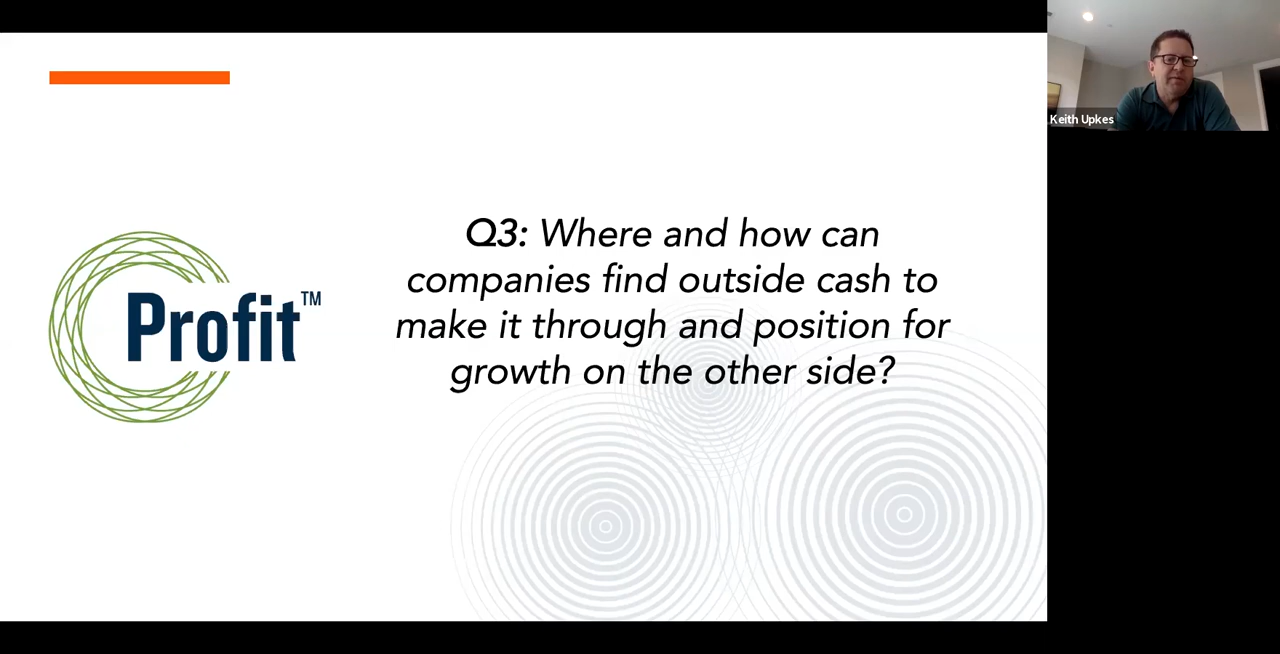 Profit™
Q3: Where and how can
companies find outside cash to
make it through and position for
growth on the other side?
Keith Upkes